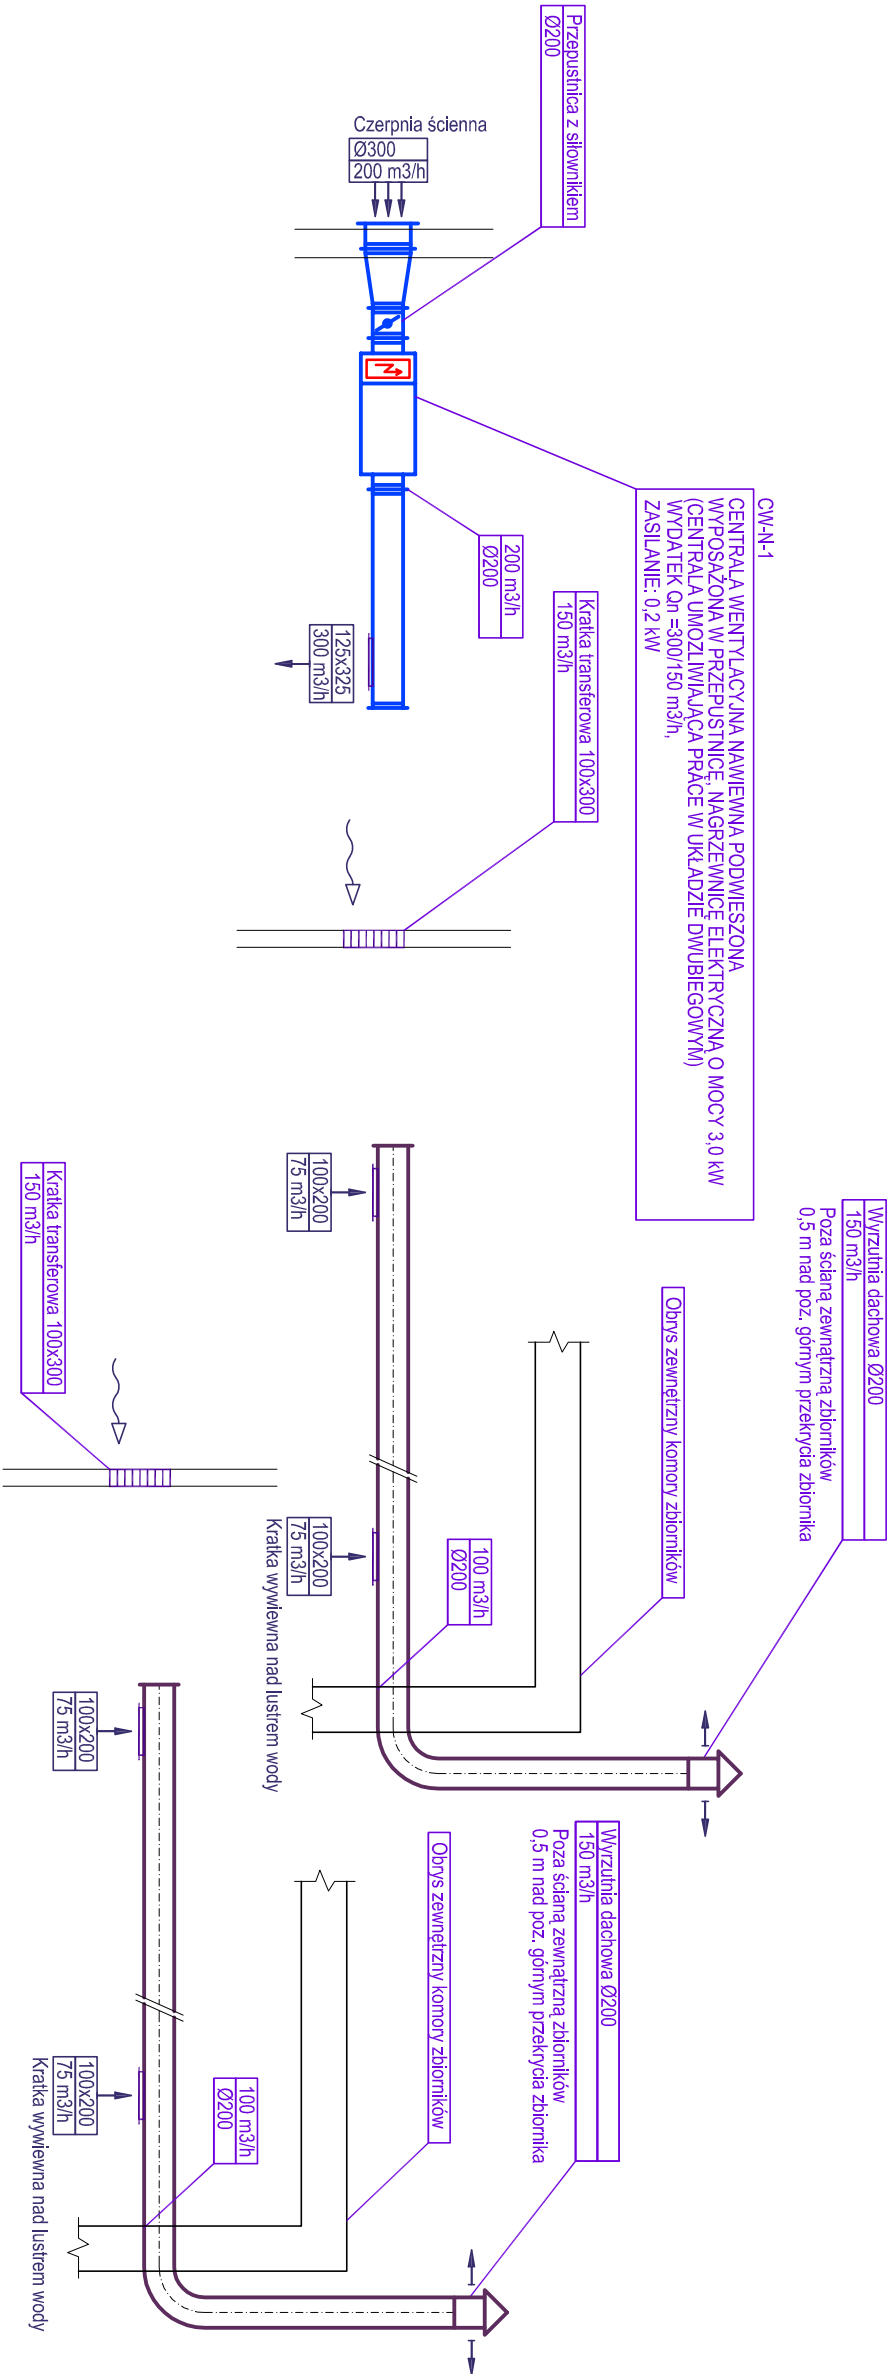 Przepustnica z siłownikiem
Ø200
Czerpnia ścienna
Ø300
200 m3/h
CW-N-1
CENTRALA WENTYLACYJNA NAWIEWNA PODWIESZONA
WYPOSAŻONA W PRZEPUSTNICĘ, NAGRZEWNICĘ ELEKTRYCZNĄ O MOCY 3,0 kW
(CENTRALA UMOŻLIWIAJĄCA PRACĘ W UKŁADZIE DWUBIEGOWYM)
WYDATEK Qn =300/150 m3/h,
ZASILANIE: 0,2 kW
200 m3/h
Ø200
125x325
300 m3/h
Kratka transferowa 100x300
150 m3/h
Wyrzutnia dachowa Ø200
150 m3/h
Poza ścianą zewnątrzną zbiorników
0,5 m nad poz. górnym przekrycia zbiornika
Obrys zewnętrzny komory zbiorników
100x200
75 m3/h
100x200
75 m3/h
Kratka wywiewna nad lustrem wody
100 m3/h
Ø200
Kratka transferowa 100x300
150 m3/h
Wyrzutnia dachowa Ø200
150 m3/h
Poza ścianą zewnątrzną zbiorników
0,5 m nad poz. górnym przekrycia zbiornika
Obrys zewnętrzny komory zbiorników
100x200
75 m3/h
100x200
75 m3/h
Kratka wywiewna nad lustrem wody
100 m3/h
Ø200